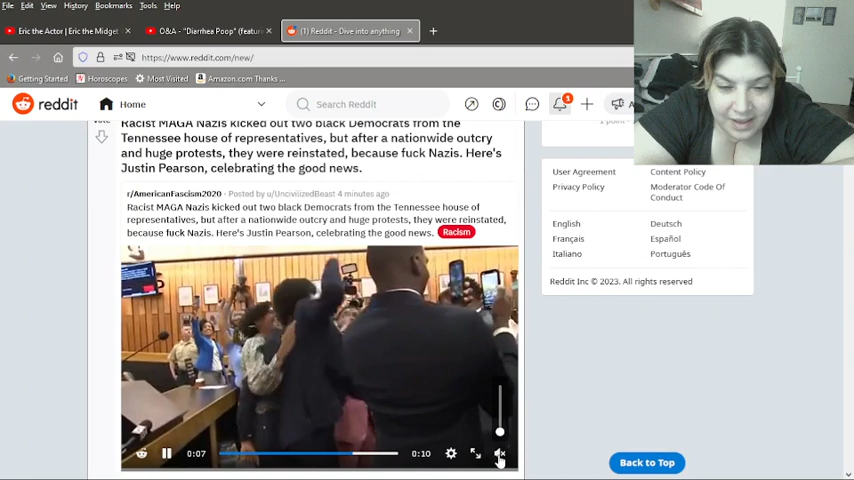 File Edit View History Bookmarks Tools Help
Eric the Actor | Eric the Midget
O&A - "Diarrhea Poop" (featur
(1) Reddit - Dive into anything
https://www.reddit.com/new/
Getting Started Horoscopes Most Visited Amazon.com Thanks ...
reddit Home Search Reddit 1
Vote
Racist MAGA Nazis kicked out two black Democrats from the
Tennessee house of representatives, but after a nationwide outcry
and huge protests, they were reinstated, because fuck Nazis. Here's
Justin Pearson, celebrating the good news.
r/AmericanFascism2020 · Posted by u/UncivilizedBeast 4 minutes ago
Racist MAGA Nazis kicked out two black Democrats from the Tennessee house of
representatives, but after a nationwide outcry and huge protests, they were reinstated,
because fuck Nazis. Here's Justin Pearson, celebrating the good news. Racism
0:07 0:10
User Agreement Content Policy
Privacy Policy Moderator Code Of
Conduct
English Deutsch
Français Español
Italiano Português
Reddit Inc © 2023. All rights reserved
Back to Top